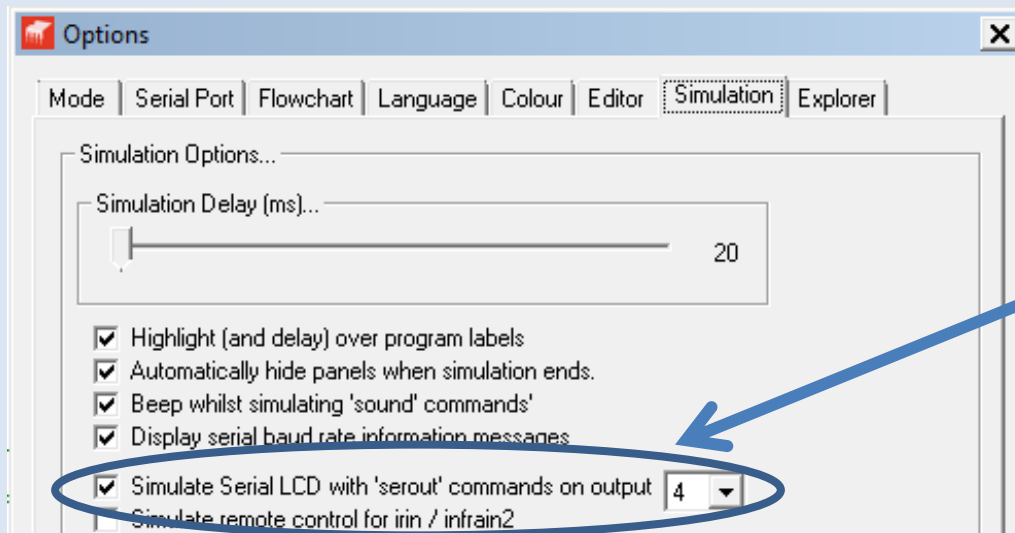 Options
Mode Serial Port Flowchart Language Colour Editor Simulation Explorer
Simulation Options...
Simulation Delay (ms)...
20
Highlight (and delay) over program labels
Automatically hide panels when simulation ends.
Beep whilst simulating 'sound' commands'
Display serial baud rate information messages
Simulate Serial LCD with 'serout' commands on output 4
Simulate remote control for irin / infrain2